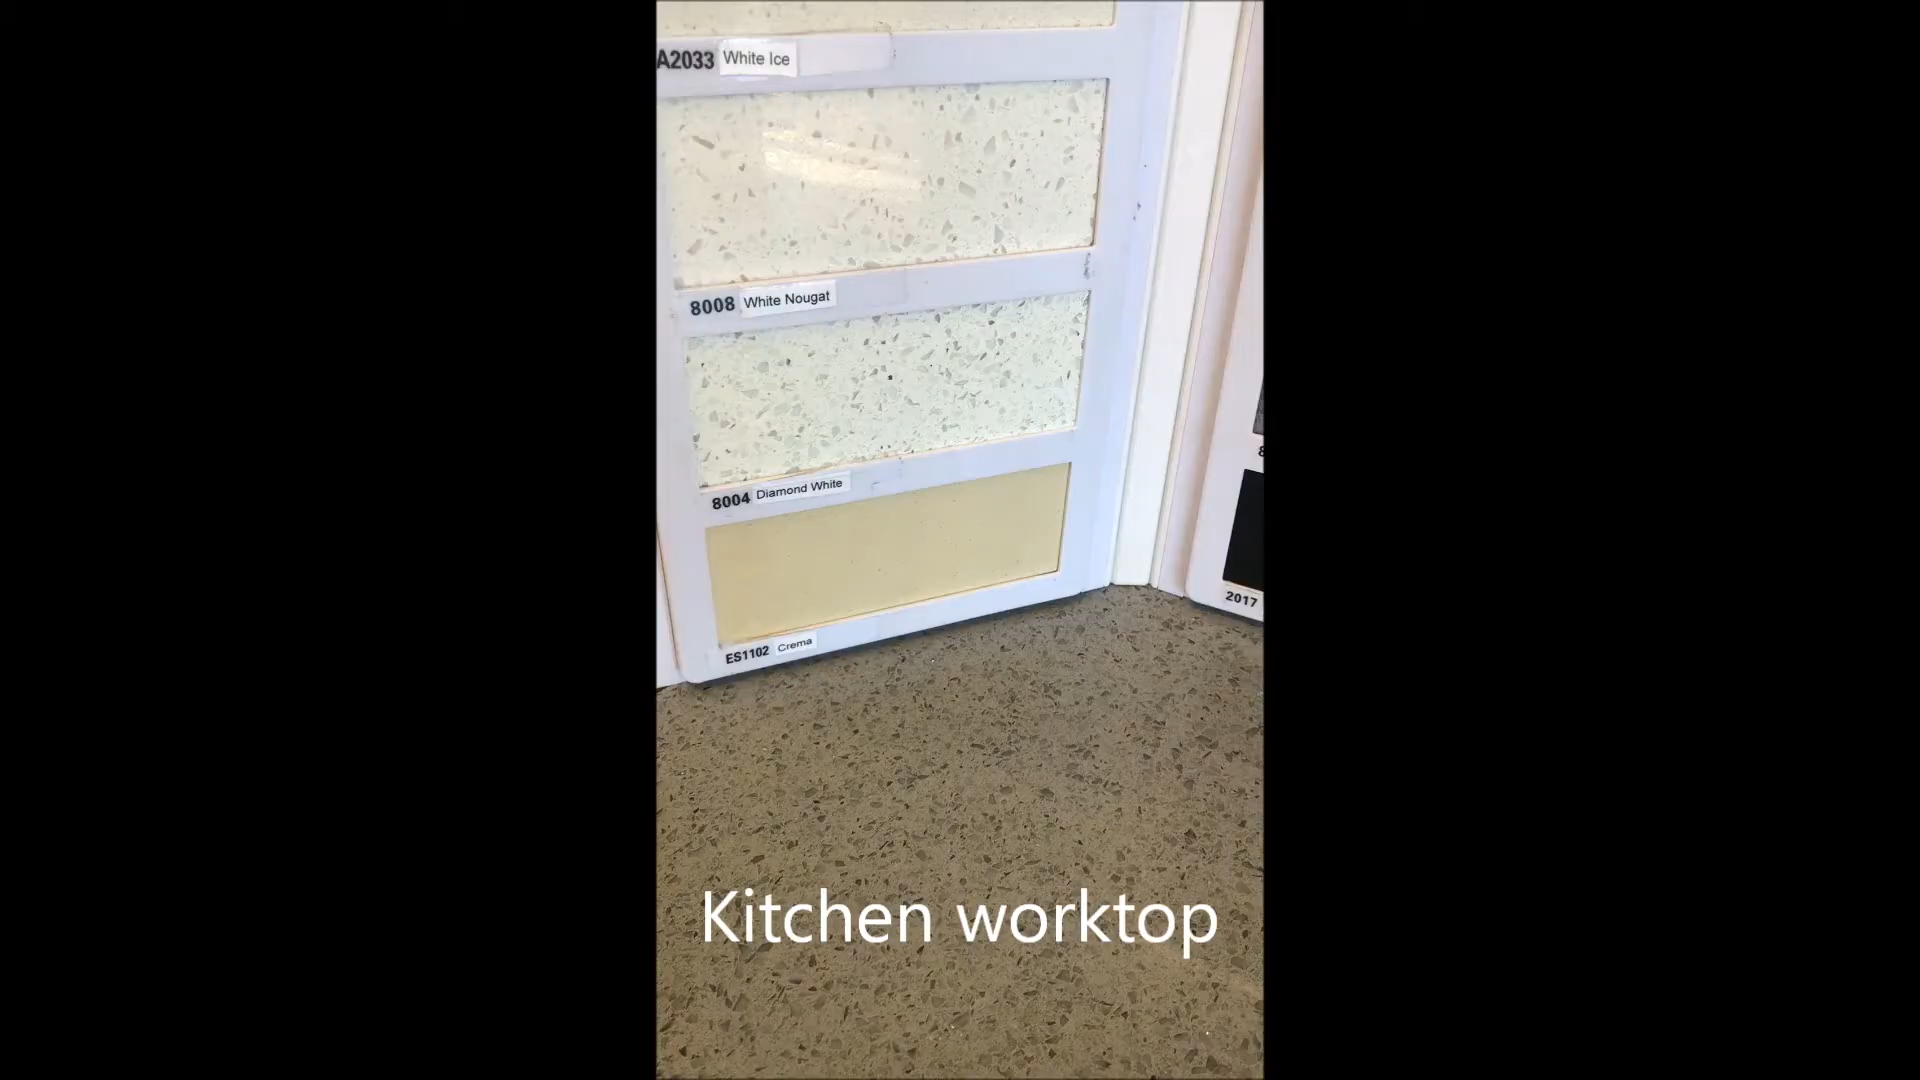 A2033 White Ice
8008 White Nougat
8004 Diamond White
ES1102 Crema
2017
Kitchen worktop